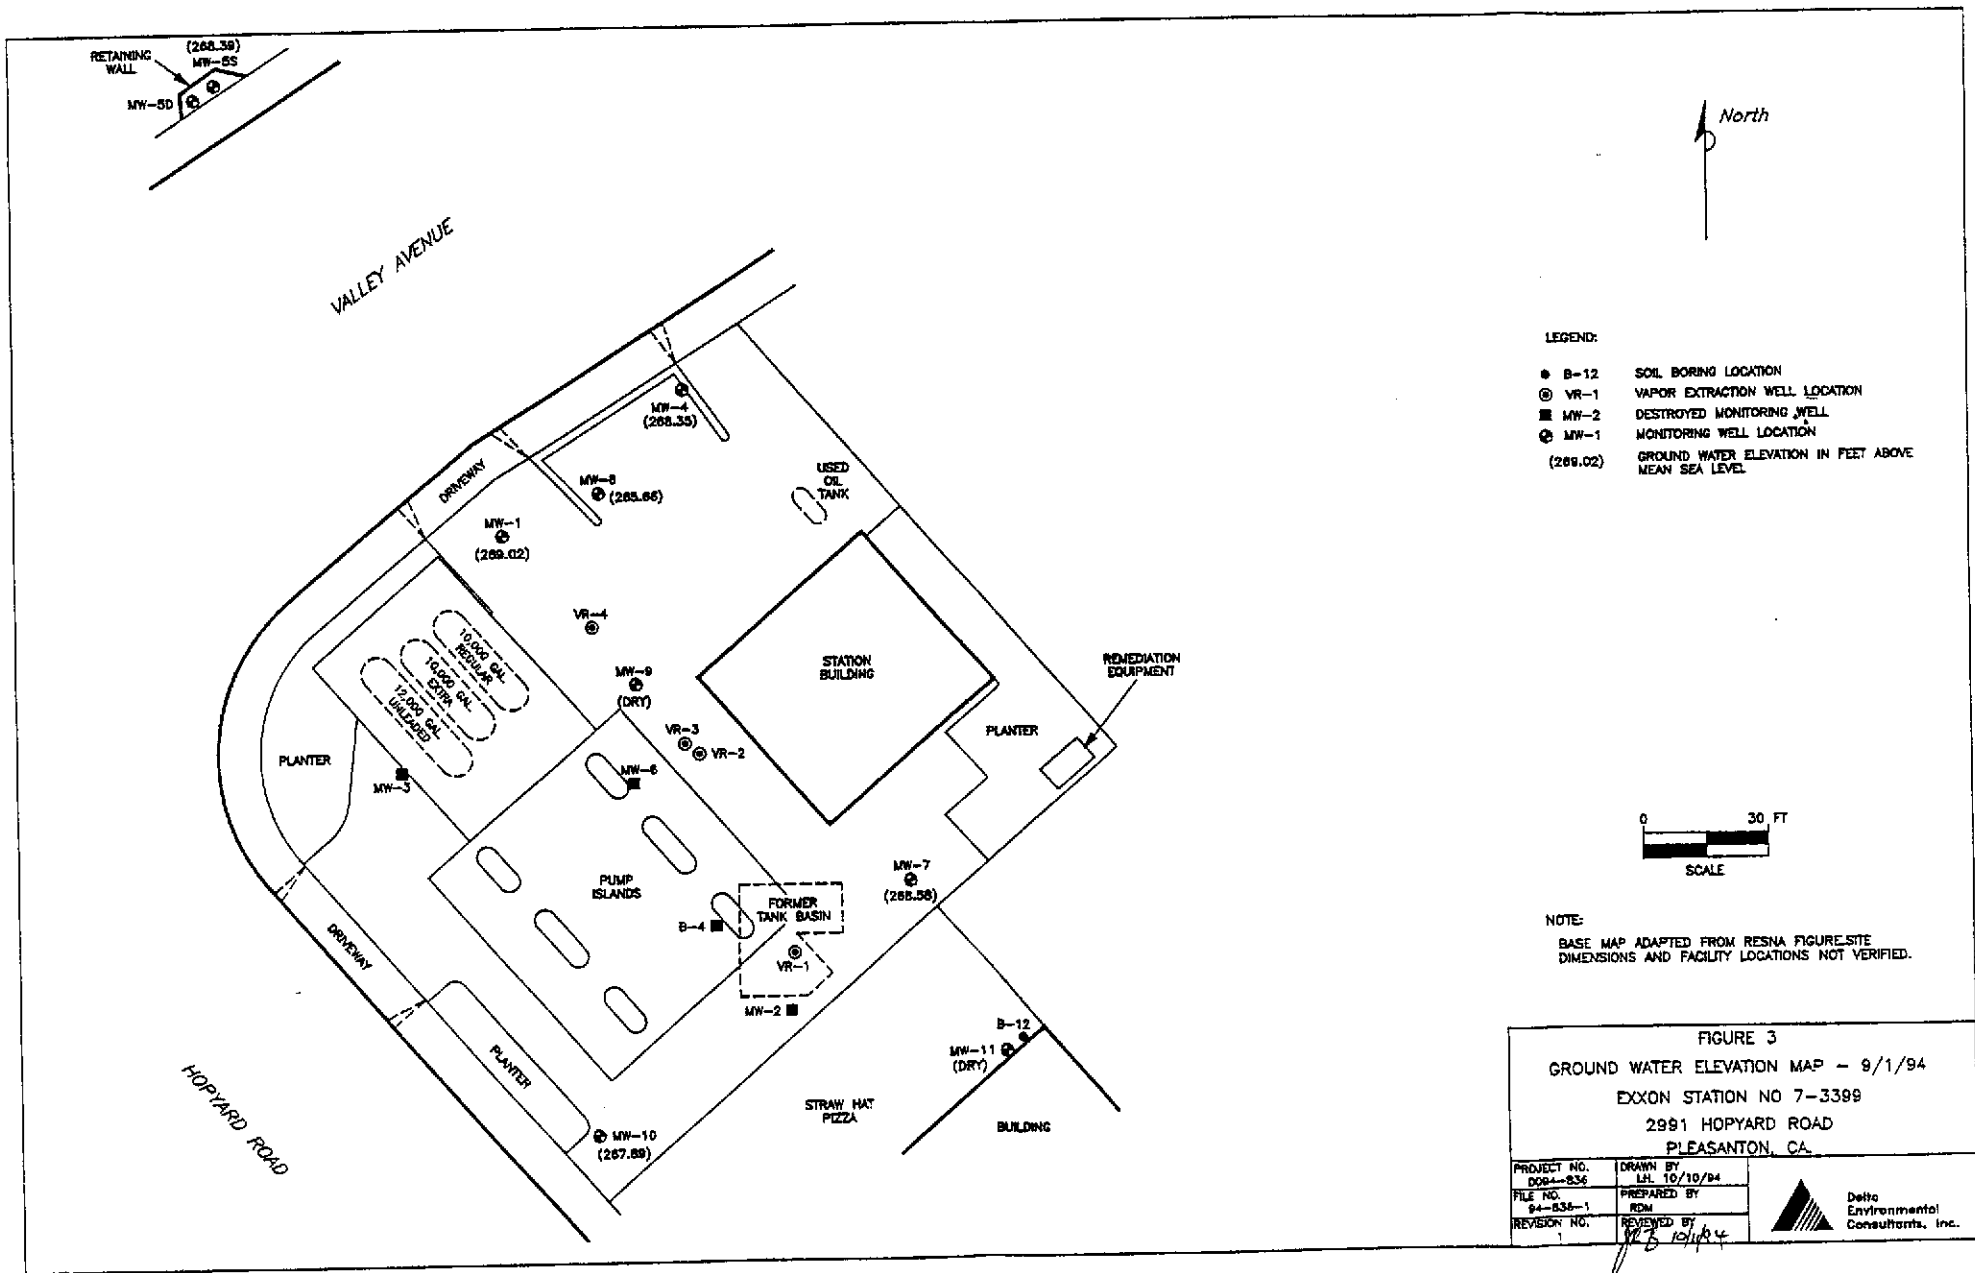 RETAINING
WALL
(268.39)
MW-5S
MW-5D
North
VALLEY AVENUE
LEGEND:
B-12 SOIL BORING LOCATION
VR-1 VAPOR EXTRACTION WELL LOCATION
MW-2 DESTROYED MONITORING WELL
MW-1 MONITORING WELL LOCATION
(269.02) GROUND WATER ELEVATION IN FEET ABOVE
MEAN SEA LEVEL
MW-4
(268.35)
DRIVEWAY
USED
OIL
TANK
MW-8
MW-1
(269.02)
VR-4
10,000 GAL
REGULAR
10,000 GAL
EXTRA
12,000 GAL
UNLEADED
MW-9
(DRY)
STATION
BUILDING
REMEDIATION
EQUIPMENT
PLANTER
VR-3
VR-2
PLANTER
MW-6
MW-3
0 30 FT
SCALE
MW-7
(268.58)
PUMP
ISLANDS
FORMER
TANK BASIN
B-4
VR-1
MW-2
DRIVEWAY
NOTE:
BASE MAP ADAPTED FROM RESNA FIGURE.SITE
DIMENSIONS AND FACILITY LOCATIONS NOT VERIFIED.
B-12
MW-11
(DRY)
PLANTER
STRAW HAT
PIZZA
BUILDING
MW-10
(267.69)
HOPYARD ROAD
FIGURE 3
GROUND WATER ELEVATION MAP - 9/1/94
EXXON STATION NO 7-3399
2991 HOPYARD ROAD
PLEASANTON, CA.
PROJECT NO.
D094-836
DRAWN BY
LH. 10/10/94
FILE NO.
94-836-1
PREPARED BY
RDM
REVISION NO.
1
REVIEWED BY
Delta
Environmental
Consultants, Inc.